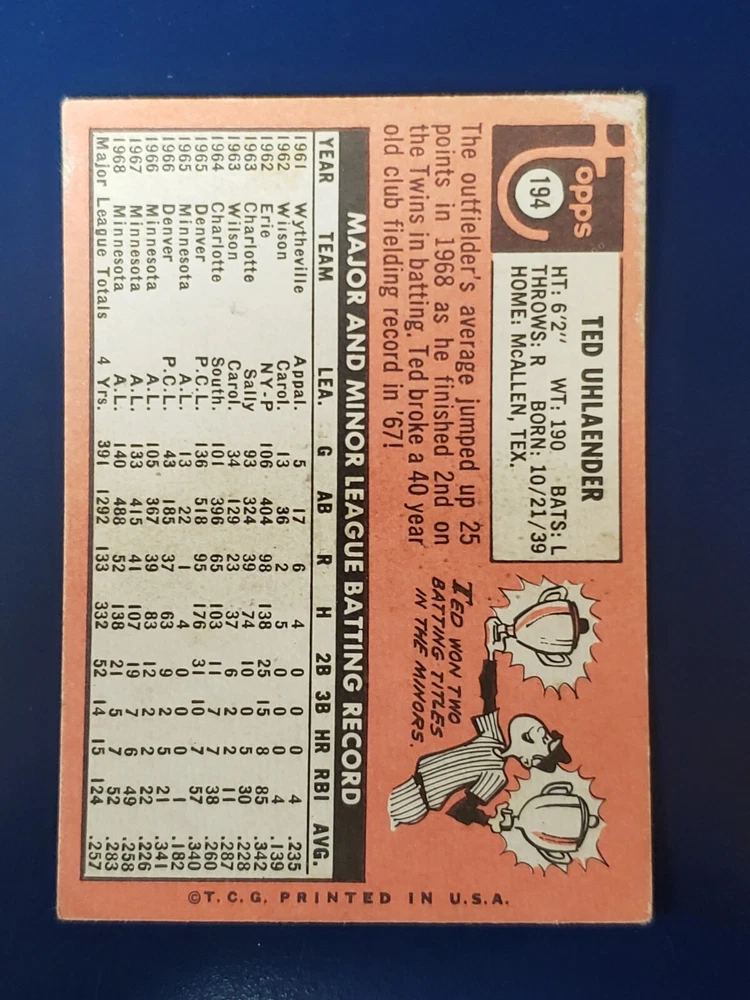 Topps
194
TED UHLAENDER
HT: 6'2" WT: 190 BATS: L
THROWS: R BORN: 10/21/39
HOME: McALLEN, TEX.
The outfielder's average jumped up 25
points in 1968 as he finished 2nd on
the Twins in batting. Ted broke a 40 year
old club fielding record in '67!
TED WON TWO
BATTING TITLES
IN THE MINORS.
MAJOR AND MINOR LEAGUE BATTING RECORD
YEAR TEAM LEA G AB R H 2B 3B HR RBI AVG.
1961 Wytheville Appal. 5 17 6 4 0 0 0 4 .235
1962 Wilson Carol. 13 36 2 5 0 0 0 4 .139
1962 Erie NY-P 106 404 98 138 25 15 8 85 .342
1963 Charlotte Sally 93 324 39 74 10 0 5 30 .228
1963 Wilson Carol. 34 129 23 37 6 2 2 11 .287
1964 Charlotte South. 101 396 65 103 11 7 7 38 .260
1965 Denver P.C.L. 136 518 95 176 31 10 7 57 .340
1965 Minnesota A.L. 13 22 1 4 0 0 0 1 .182
1966 Denver P.C.L. 43 185 37 63 9 2 5 21 .341
1966 Minnesota A.L. 105 367 39 83 12 2 2 22 .226
1967 Minnesota A.L. 133 415 41 107 19 7 6 49 .258
1968 Minnesota A.L. 140 488 52 138 21 5 7 52 .283
Major League Totals 4 Yrs. 391 1292 133 332 52 14 15 124 .257
©T.C.G. PRINTED IN U.S.A.